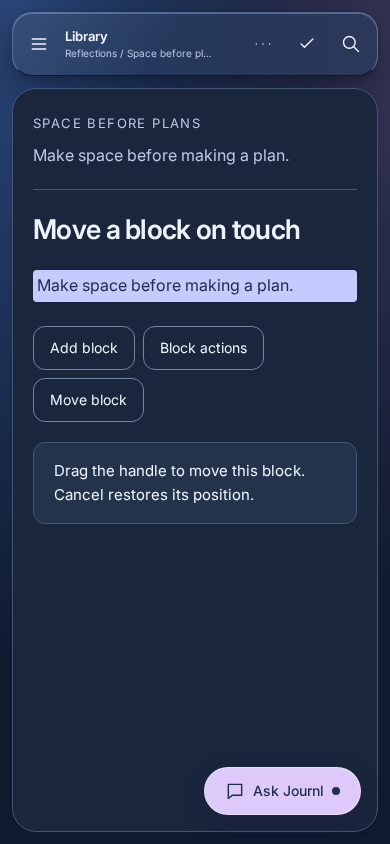 Library
Reflections / Space before pl...
SPACE BEFORE PLANS
Make space before making a plan.
Move a block on touch
Make space before making a plan.
Add block
Block actions
Move block
Drag the handle to move this block.
Cancel restores its position.
Ask Journl